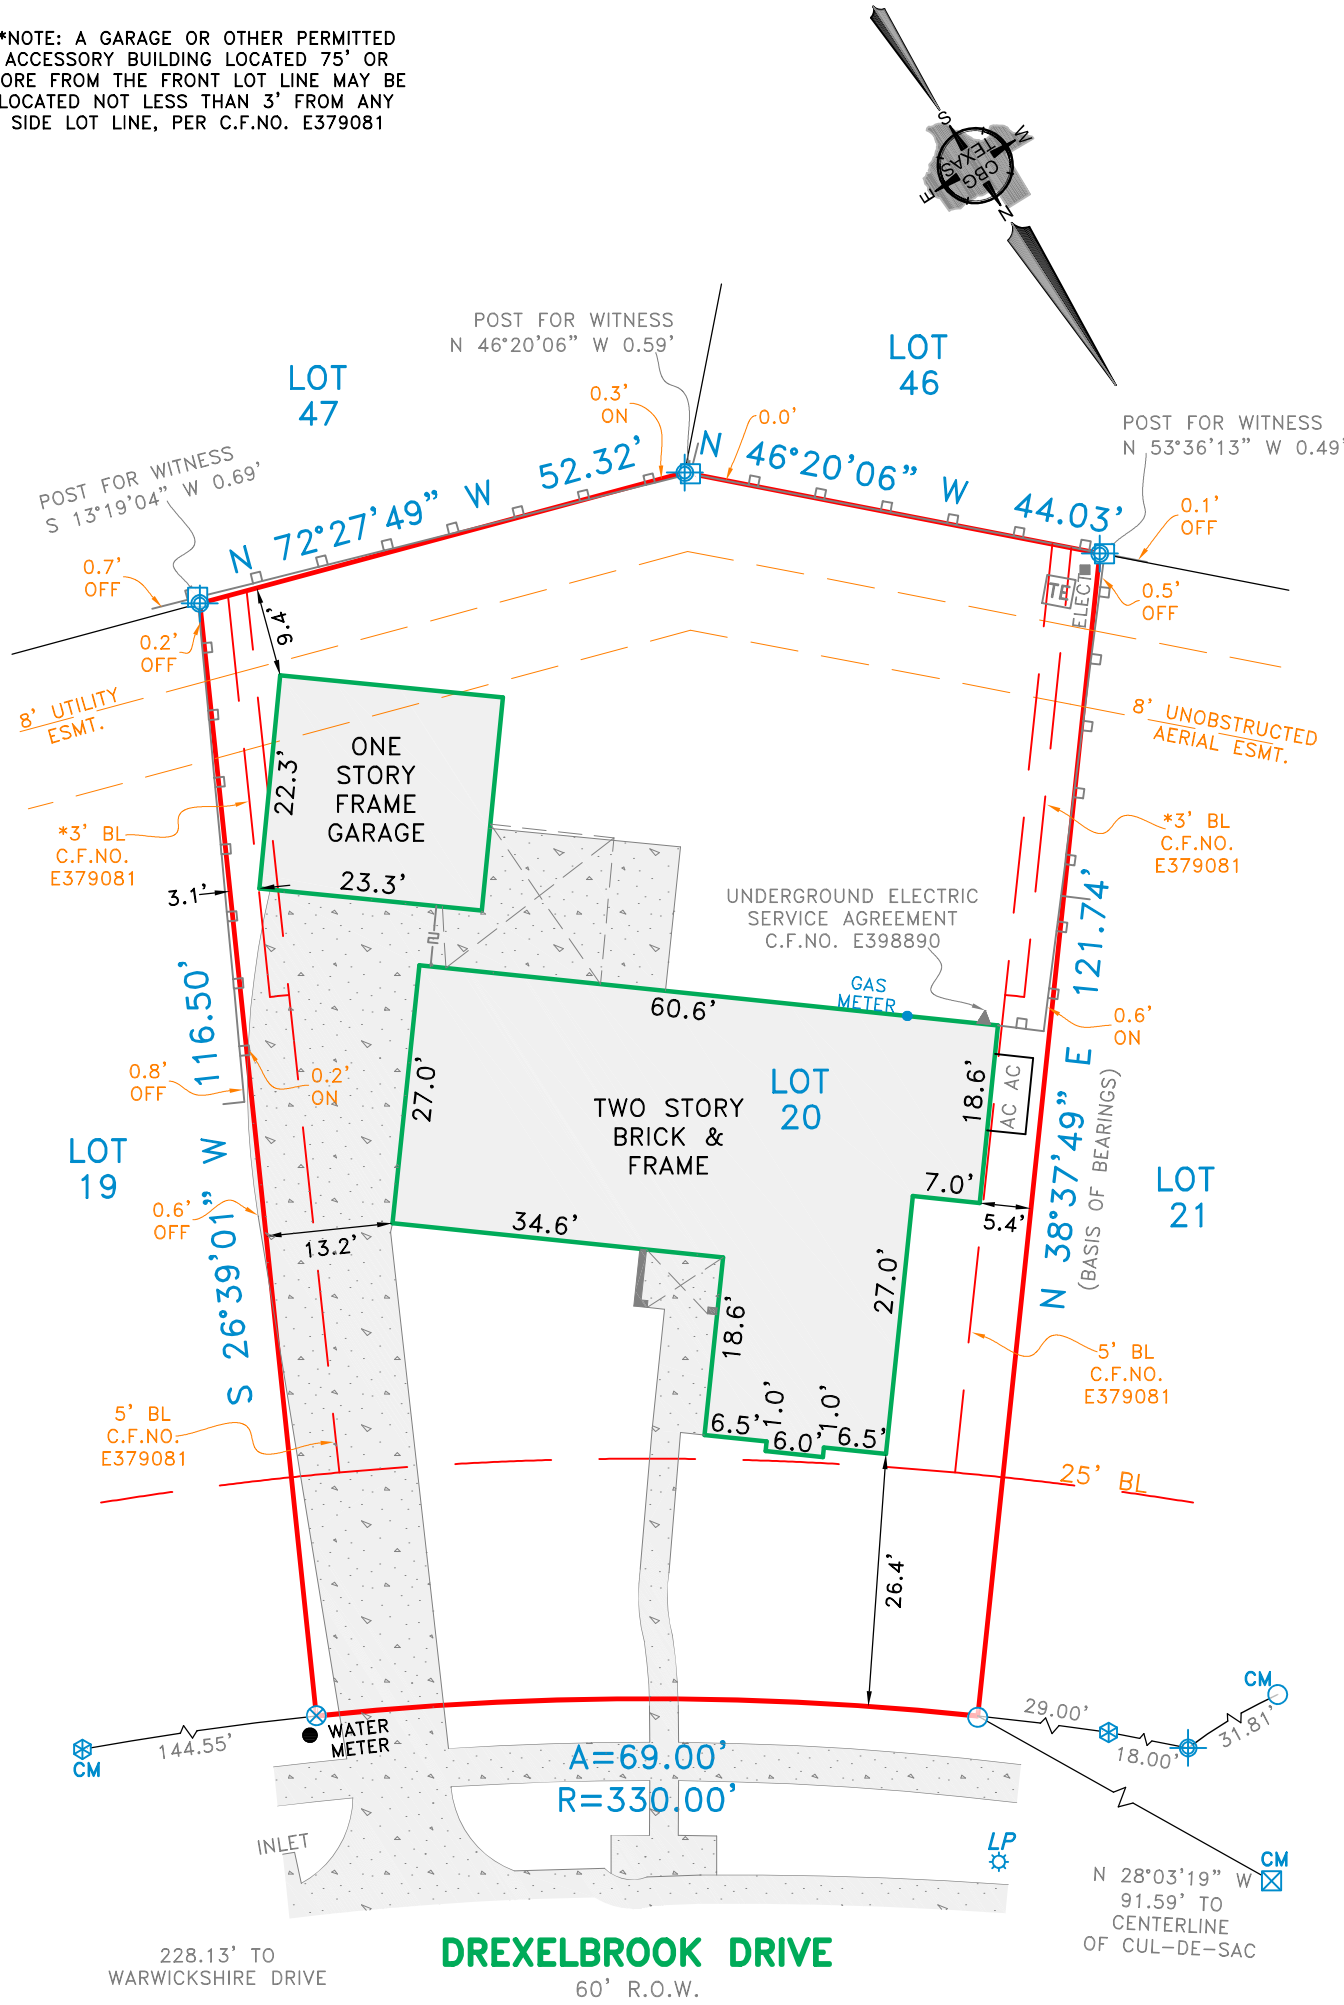 *NOTE: A GARAGE OR OTHER PERMITTED
ACCESSORY BUILDING LOCATED 75' OR
ORE FROM THE FRONT LOT LINE MAY BE
LOCATED NOT LESS THAN 3' FROM ANY
SIDE LOT LINE, PER C.F.NO. E379081
S
W
CBG
TEXAS
E
N
POST FOR WITNESS
N 46°20'06" W 0.59'
LOT
46
LOT
47
0.3'
ON
0.0'
POST FOR WITNESS
N 53°36'13" W 0.49'
POST FOR WITNESS
S 13°19'04" W 0.69'
N 72°27'49" W 52.32'
N 46°20'06" W 44.03'
0.1'
OFF
0.7'
OFF
0.5'
OFF
TE
ELECT
0.2'
OFF
9.4'
8' UTILITY
ESMT.
8' UNOBSTRUCTED
AERIAL ESMT.
ONE
STORY
FRAME
GARAGE
22.3'
23.3'
*3' BL
C.F.NO.
E379081
*3' BL
C.F.NO.
E379081
3.1'
UNDERGROUND ELECTRIC
SERVICE AGREEMENT
C.F.NO. E398890
GAS
METER
60.6'
0.6'
ON
S 26°39'01" W 116.50'
N 38°37'49" E 121.74'
(BASIS OF BEARINGS)
0.8'
OFF
0.2'
ON
27.0'
LOT
20
TWO STORY
BRICK &
FRAME
18.6'
AC AC
LOT
19
LOT
21
7.0'
5.4'
0.6'
OFF
13.2'
34.6'
27.0'
18.6'
5' BL
C.F.NO.
E379081
5' BL
C.F.NO.
E379081
6.5'
1.0'
6.0'
1.0'
6.5'
25' BL
26.4'
CM
144.55'
WATER
METER
A=69.00'
R=330.00'
29.00'
18.00'
31.81'
CM
INLET
LP
CM
N 28°03'19" W
91.59' TO
CENTERLINE
OF CUL-DE-SAC
228.13' TO
WARWICKSHIRE DRIVE
DREXELBROOK DRIVE
60' R.O.W.